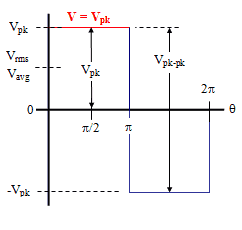 V = Vpk
Vpk
Vrms
Vavg
Vpk
Vpk-pk
2π
0
π/2
π
θ
-Vpk